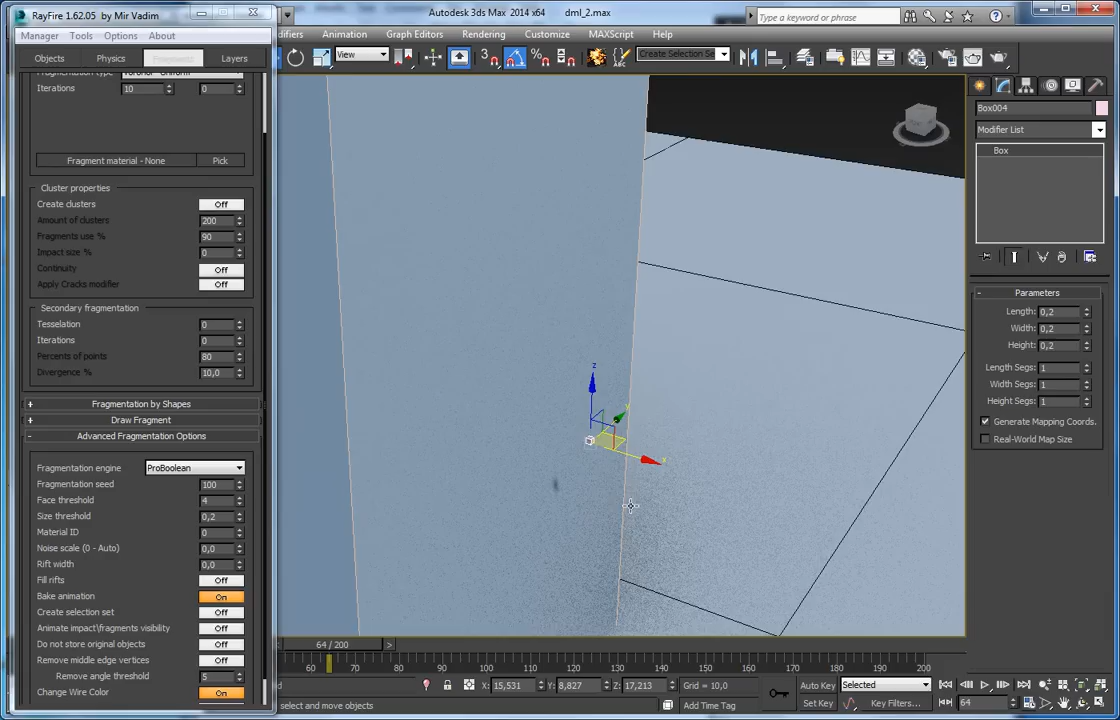 RayFire 1.62.05 by Mir Vadim
Autodesk 3ds Max 2014 x64 dml_2.max
Type a keyword or phrase
Manager Tools Options About
Animation Graph Editors Rendering Customize MAXScript Help
View
Create Selection Se
Objects Physics Layers
Iterations 10 0
Fragment material - None Pick
Cluster properties
Create clusters Off
Amount of clusters 200
Fragments use % 90
Impact size % 0
Continuity Off
Apply Cracks modifier Off
Secondary fragmentation
Tesselation 0
Iterations 0
Percents of points 80
Divergence % 10,0
+ Fragmentation by Shapes
+ Draw Fragment
- Advanced Fragmentation Options
Fragmentation engine ProBoolean
Fragmentation seed 100
Face threshold 4
Size threshold 0,2
Material ID 0
Noise scale (0 - Auto) 0,0
Rift width 0,0
Fill rifts Off
Bake animation On
Create selection set Off
Animate impact\fragments visibility Off
Do not store original objects Off
Remove middle edge vertices Off
Remove angle threshold 5
Change Wire Color On
z
x
Box004
Modifier List
Box
- Parameters
Length: 0,2
Width: 0,2
Height: 0,2
Length Segs: 1
Width Segs: 1
Height Segs: 1
Generate Mapping Coords.
Real-World Map Size
64 / 200 >
60 70 80 90 100 110 120 130 140 150 160 170 180 190 200
X: 15,531 Y: 8,827 Z: 17,213 Grid = 10,0
Auto Key Selected
select and move objects
Add Time Tag
Set Key Key Filters... 64